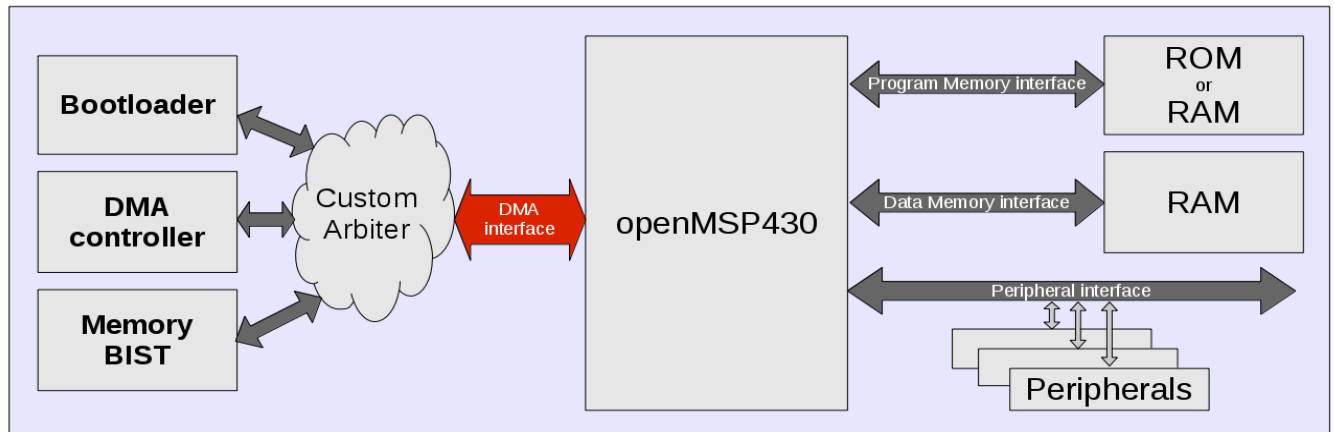 Bootloader
DMA
controller
Memory
BIST
Custom
Arbiter
DMA
interface
openMSP430
Program Memory interface
ROM
or
RAM
Data Memory interface
RAM
Peripheral interface
Peripherals